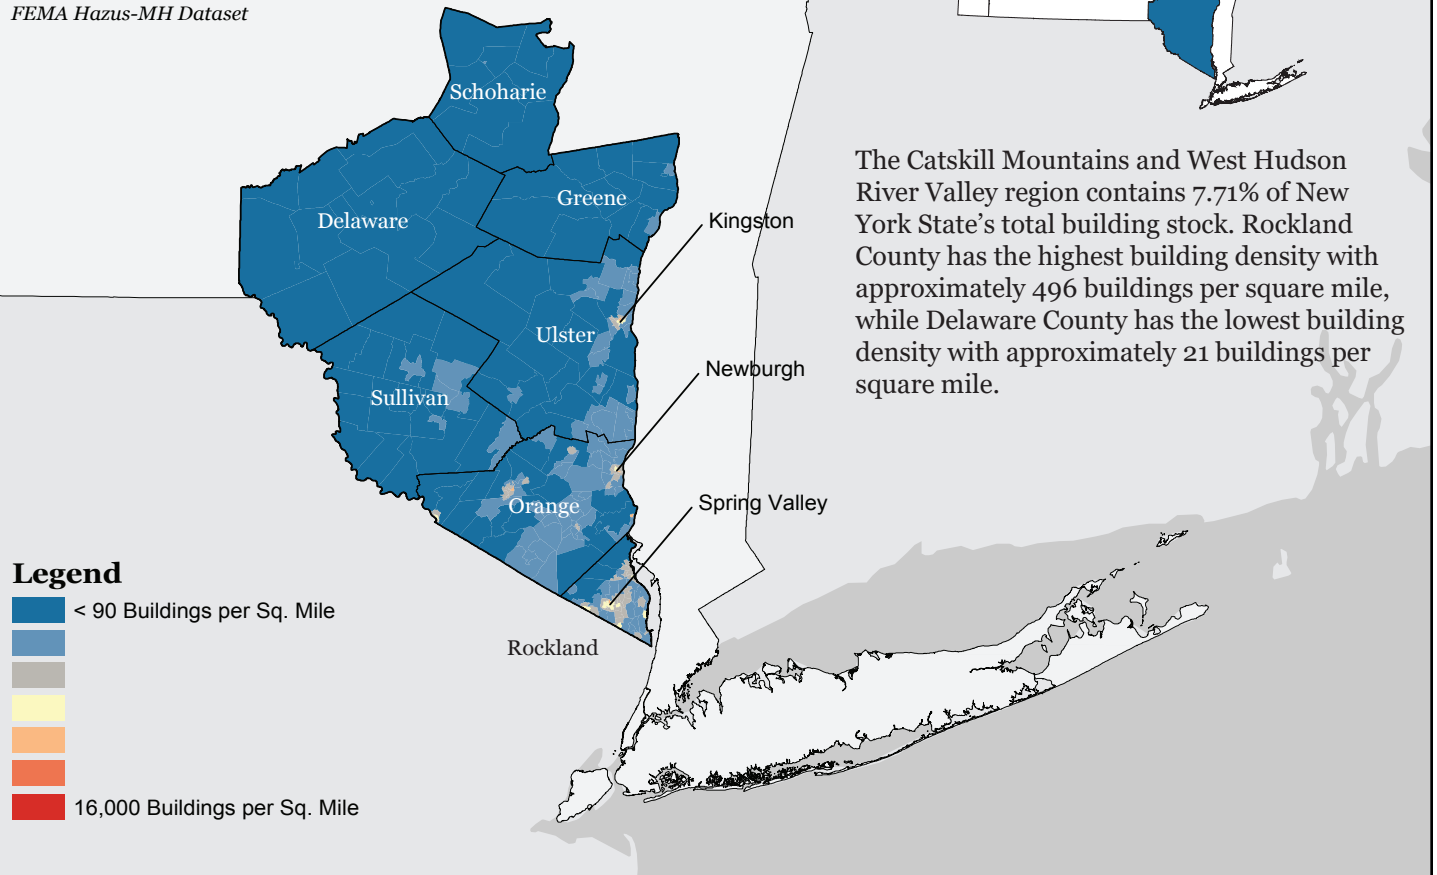 FEMA Hazus-MH Dataset
Schoharie
Greene
Delaware
Kingston
Ulster
Newburgh
Sullivan
Orange
Spring Valley
Rockland
The Catskill Mountains and West Hudson
River Valley region contains 7.71% of New
York State’s total building stock. Rockland
County has the highest building density with
approximately 496 buildings per square mile,
while Delaware County has the lowest building
density with approximately 21 buildings per
square mile.
Legend
< 90 Buildings per Sq. Mile
16,000 Buildings per Sq. Mile